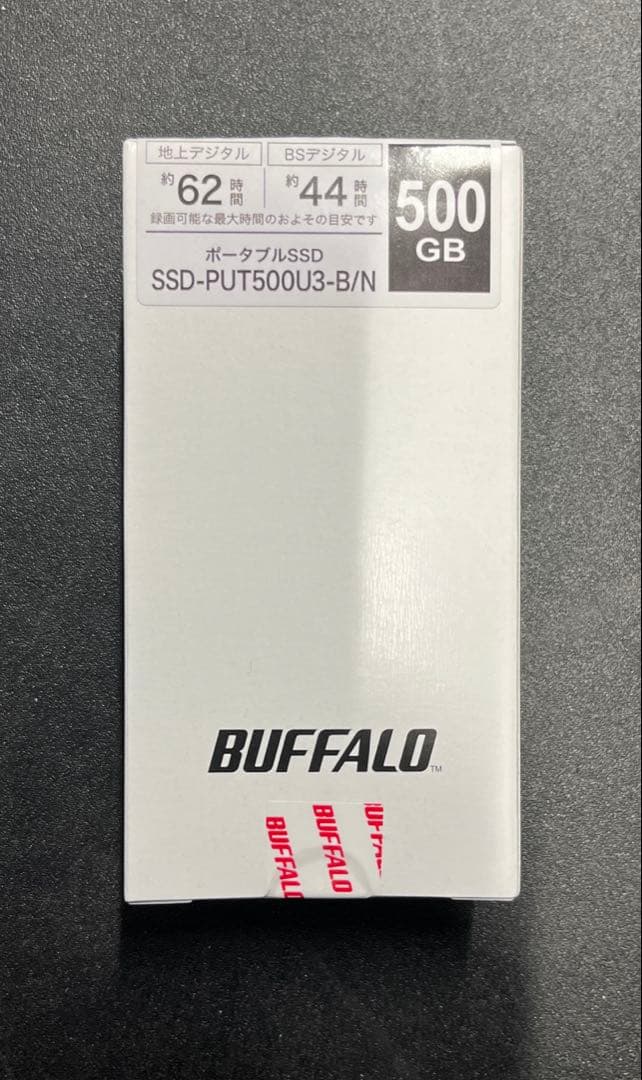 地上デジタル BSデジタル
約62時間 約44時間
録画可能な最大時間のおよその目安です
500
GB
ポータブルSSD
SSD-PUT500U3-B/N
BUFFALO™
BUFFALO
BUFFALO